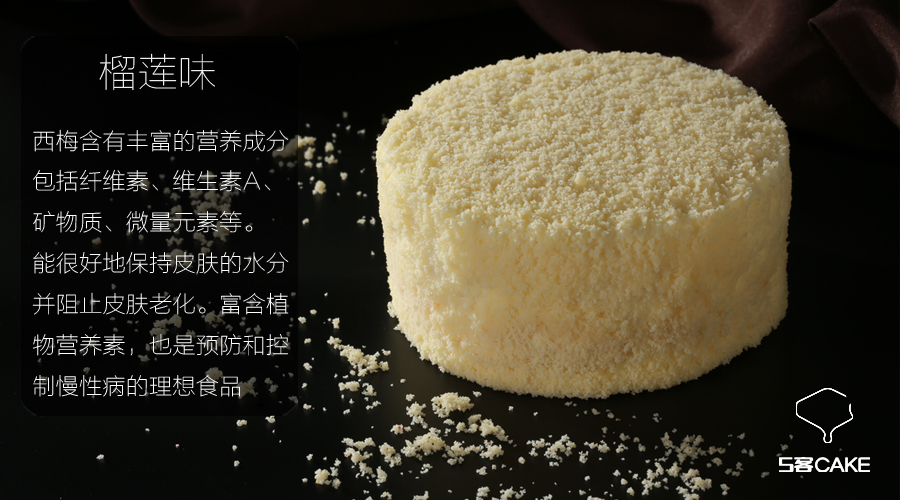 榴莲味
西梅含有丰富的营养成分
包括纤维素、维生素A、
矿物质、微量元素等。
能很好地保持皮肤的水分
并阻止皮肤老化。富含植
物营养素，也是预防和控
制慢性病的理想食品
5客CAKE